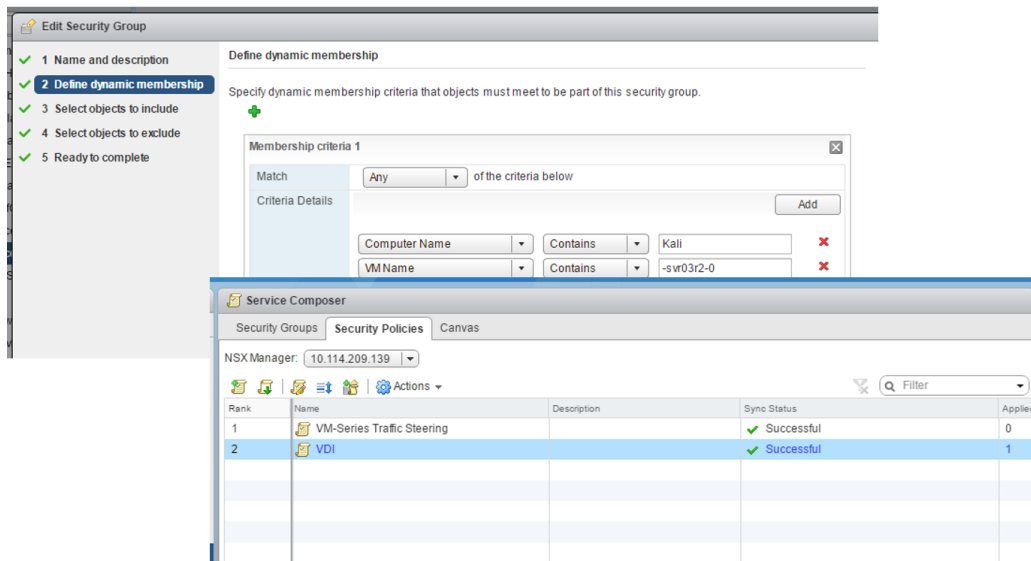 Edit Security Group
1 Name and description
2 Define dynamic membership
3 Select objects to include
4 Select objects to exclude
5 Ready to complete
Define dynamic membership
Specify dynamic membership criteria that objects must meet to be part of this security group.
Membership criteria 1
Match Any of the criteria below
Criteria Details Add
Computer Name Contains Kali
VM Name Contains -svr03r2-0
Service Composer
Security Groups Security Policies Canvas
NSX Manager: 10.114.209.139
Actions Filter
Rank Name Description Sync Status Applie
1 VM-Series Traffic Steering Successful 0
2 VDI Successful 1